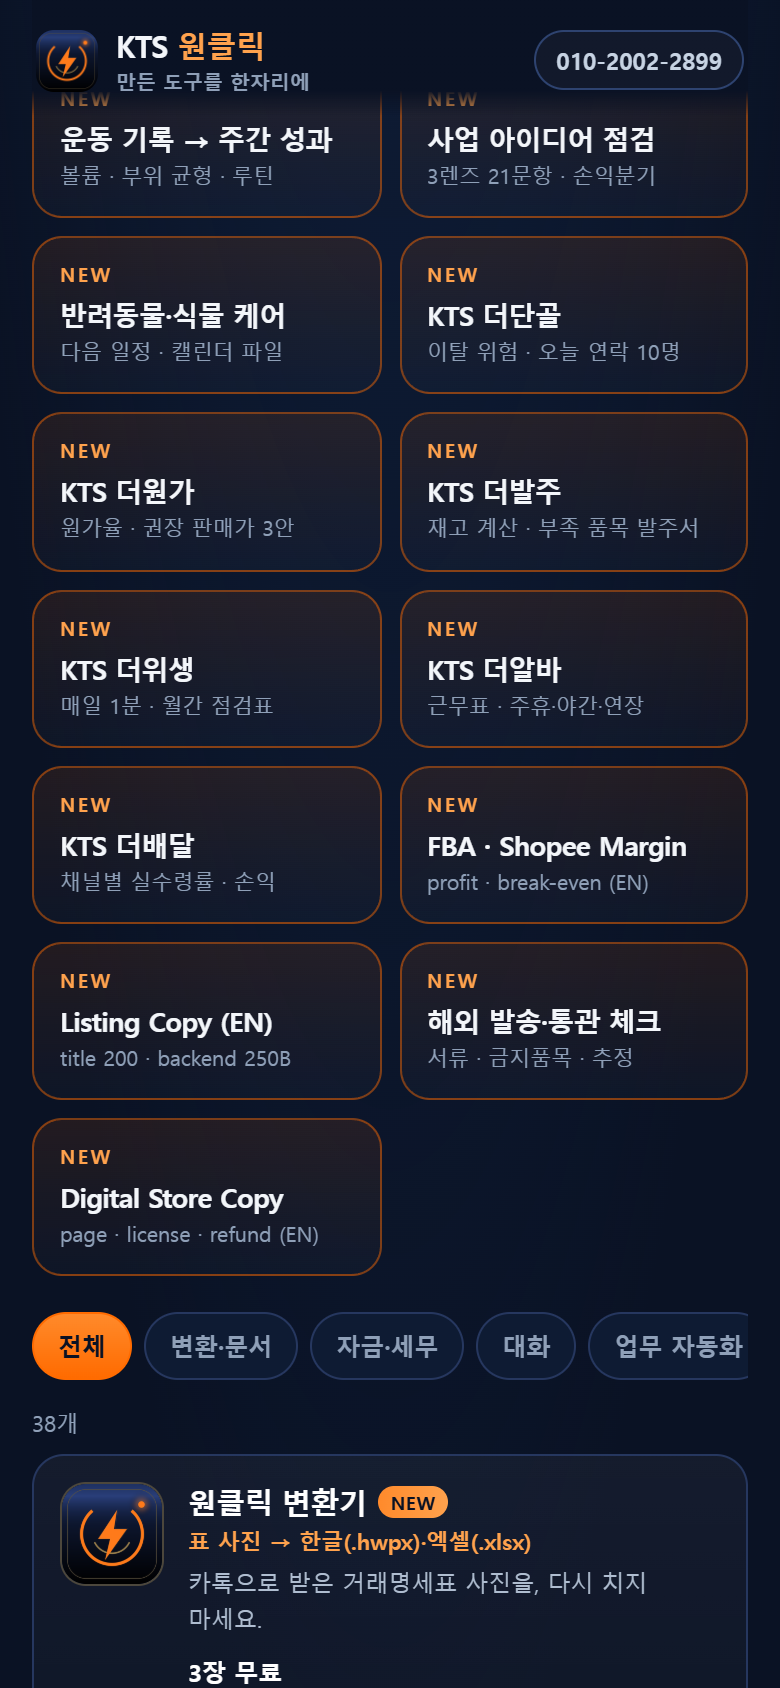 KTS 원클릭
만든 도구를 한자리에
010-2002-2899
NEW
운동 기록 → 주간 성과
볼륨 · 부위 균형 · 루틴
NEW
사업 아이디어 점검
3렌즈 21문항 · 손익분기
NEW
반려동물·식물 케어
다음 일정 · 캘린더 파일
NEW
KTS 더단골
이탈 위험 · 오늘 연락 10명
NEW
KTS 더원가
원가율 · 권장 판매가 3안
NEW
KTS 더발주
재고 계산 · 부족 품목 발주서
NEW
KTS 더위생
매일 1분 · 월간 점검표
NEW
KTS 더알바
근무표 · 주휴·야간·연장
NEW
KTS 더배달
채널별 실수령률 · 손익
NEW
FBA · Shopee Margin
profit · break-even (EN)
NEW
Listing Copy (EN)
title 200 · backend 250B
NEW
해외 발송·통관 체크
서류 · 금지품목 · 추정
NEW
Digital Store Copy
page · license · refund (EN)
전체
변환·문서
자금·세무
대화
업무 자동화
38개
원클릭 변환기 NEW
표 사진 → 한글(.hwpx)·엑셀(.xlsx)
카톡으로 받은 거래명세표 사진을, 다시 치지
마세요.
3장 무료